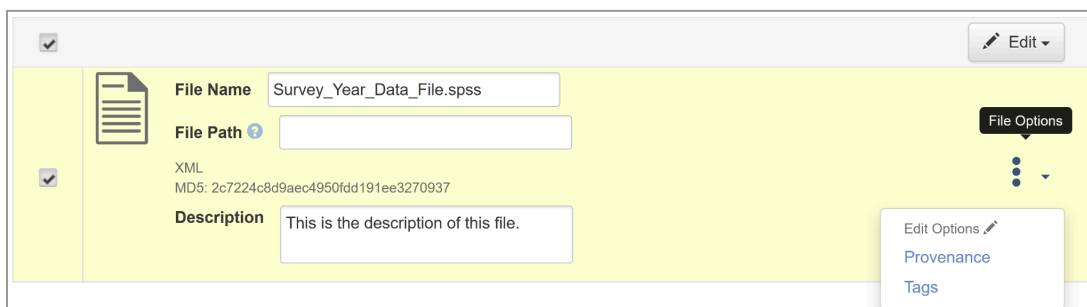 Edit
File Name
Survey_Year_Data_File.spss
File Options
File Path ?
XML
MD5: 2c7224c8d9aec4950fdd191ee3270937
Description
This is the description of this file.
Edit Options
Provenance
Tags